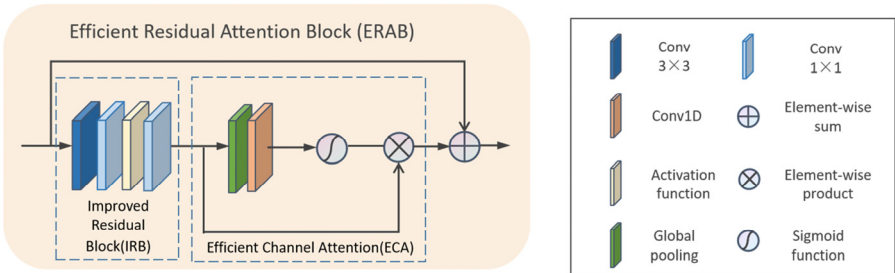 Efficient Residual Attention Block (ERAB)
Improved
Residual
Block(IRB)
Efficient Channel Attention(ECA)
Conv
3×3
Conv
1×1
Conv1D
Element-wise
sum
Activation
function
Element-wise
product
Global
pooling
Sigmoid
function